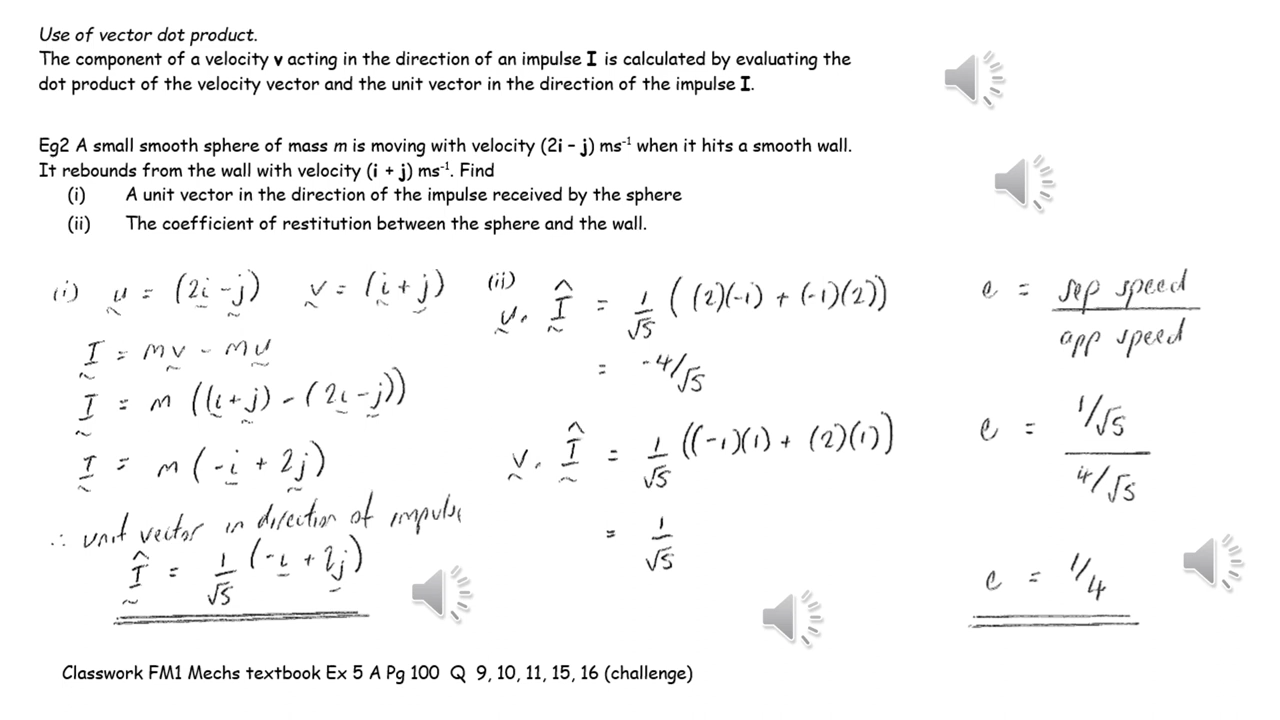 Use of vector dot product.
The component of a velocity v acting in the direction of an impulse I is calculated by evaluating the
dot product of the velocity vector and the unit vector in the direction of the impulse I.
Eg2 A small smooth sphere of mass m is moving with velocity (2i – j) ms⁻¹ when it hits a smooth wall.
It rebounds from the wall with velocity (i + j) ms⁻¹. Find
(i) A unit vector in the direction of the impulse received by the sphere
(ii) The coefficient of restitution between the sphere and the wall.
(i) u = (2i - j) v = (i + j)
I = mv - mu
I = m((i + j) - (2i - j))
I = m(-i + 2j)
∴ unit vector in direction of impulse
Î = 1/√5 (-i + 2j)
(ii)
u. Î = 1/√5 ((2)(-1) + (-1)(2))
= -4/√5
v. Î = 1/√5 ((-1)(1) + (2)(1))
= 1/√5
e = sep speed / app speed
e = 1/√5 / 4/√5
e = 1/4
Classwork FM1 Mechs textbook Ex 5 A Pg 100 Q 9, 10, 11, 15, 16 (challenge)